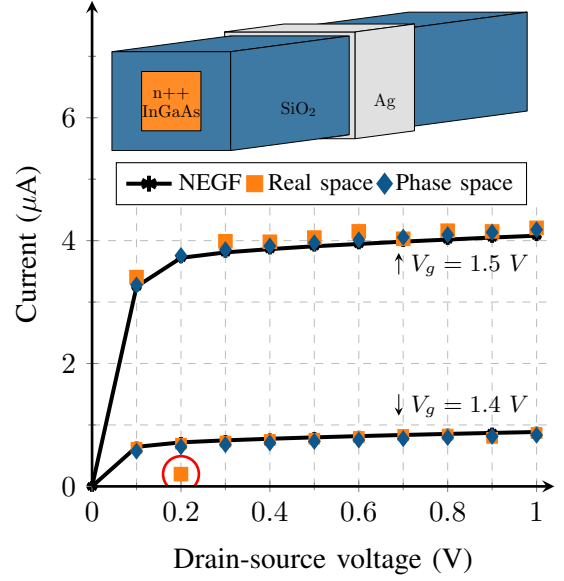 n++
InGaAs
SiO₂
Ag
NEGF Real space Phase space
Current (μA)
6
4
2
0
↑ V_g = 1.5 V
↓ V_g = 1.4 V
0 0.2 0.4 0.6 0.8 1
Drain-source voltage (V)